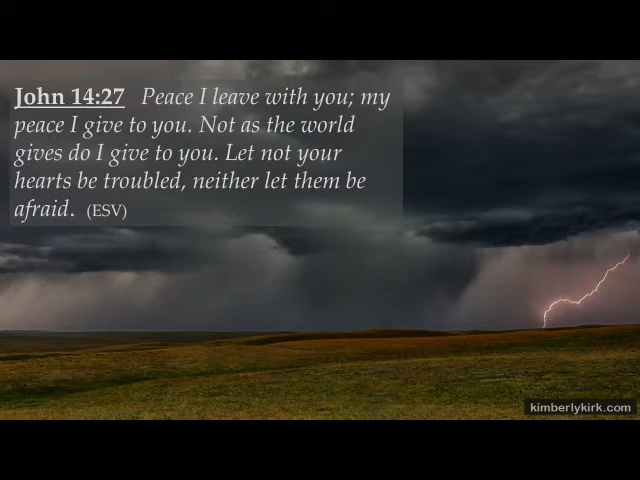 John 14:27 Peace I leave with you; my
peace I give to you. Not as the world
gives do I give to you. Let not your
hearts be troubled, neither let them be
afraid. (ESV)
kimberlykirk.com